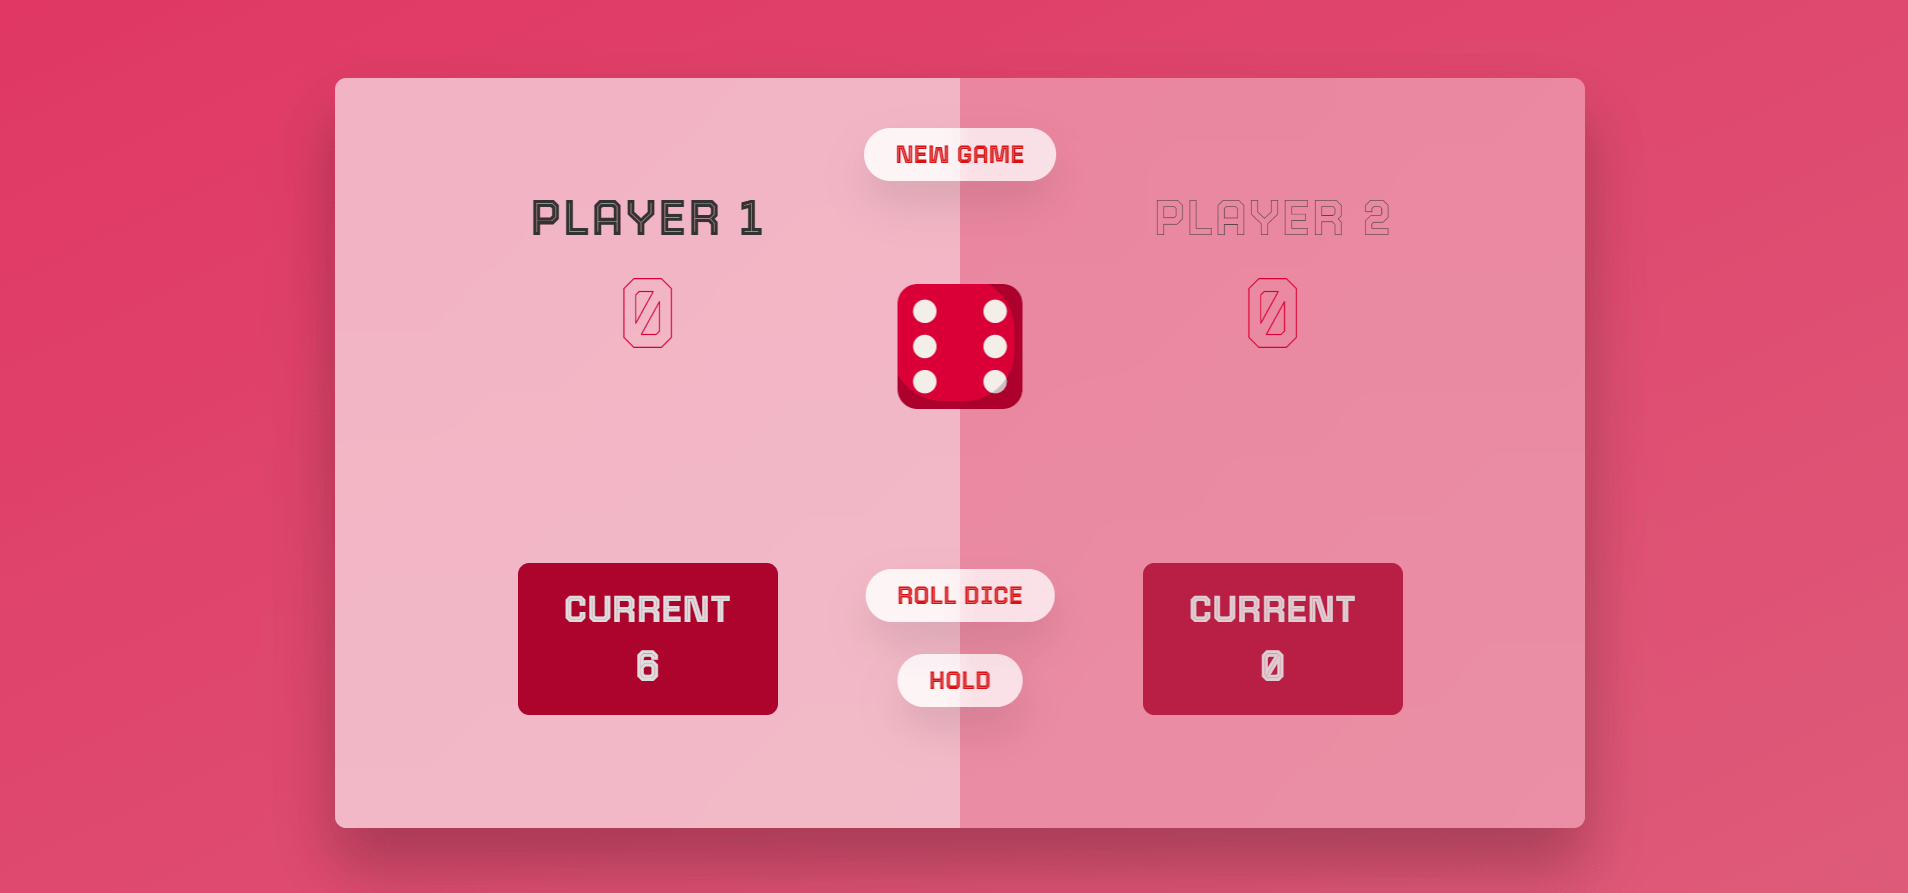 NEW GAME
PLAYER 1
0
PLAYER 2
0
CURRENT
6
ROLL DICE
HOLD
CURRENT
0